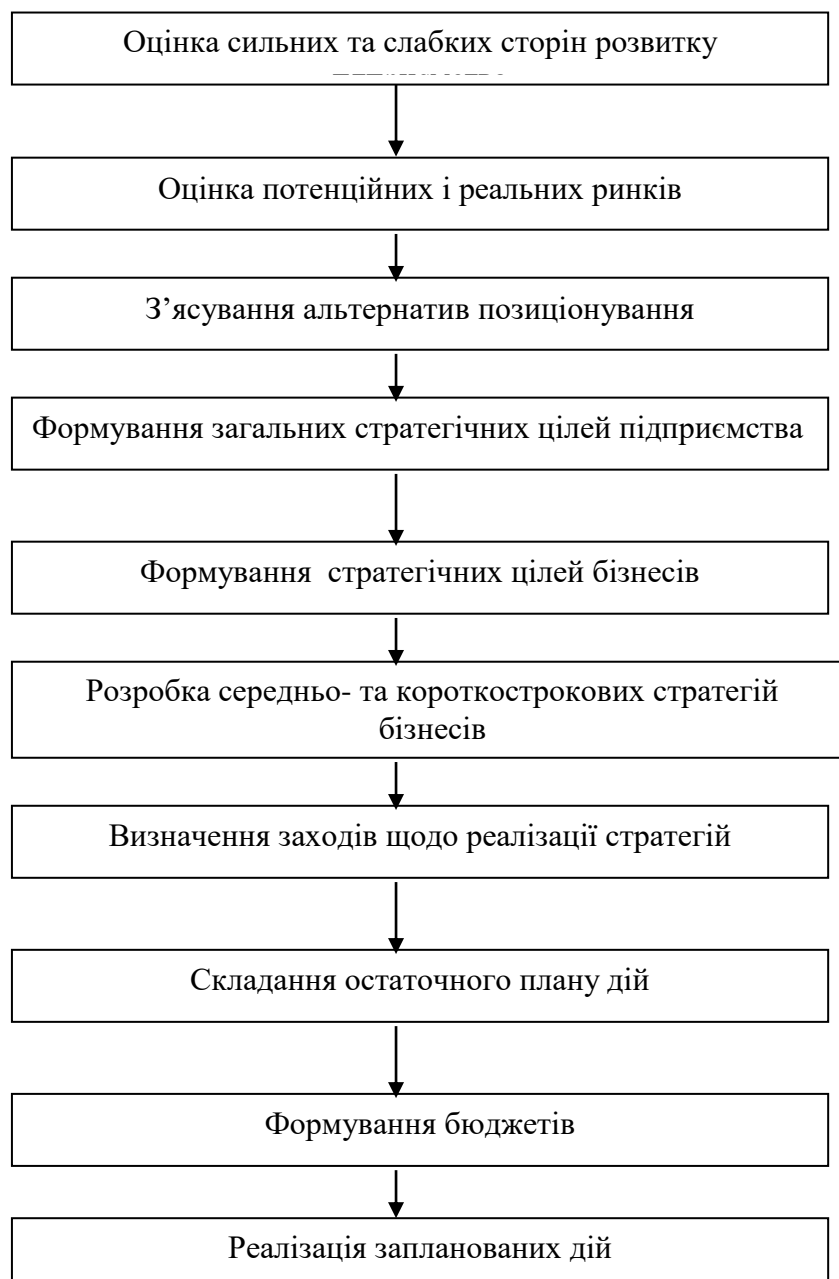 Оцінка сильних та слабких сторін розвитку
Оцінка потенційних і реальних ринків
З’ясування альтернатив позиціонування
Формування загальних стратегічних цілей підприємства
Формування стратегічних цілей бізнесів
Розробка середньо- та короткострокових стратегій
бізнесів
Визначення заходів щодо реалізації стратегій
Складання остаточного плану дій
Формування бюджетів
Реалізація запланованих дій